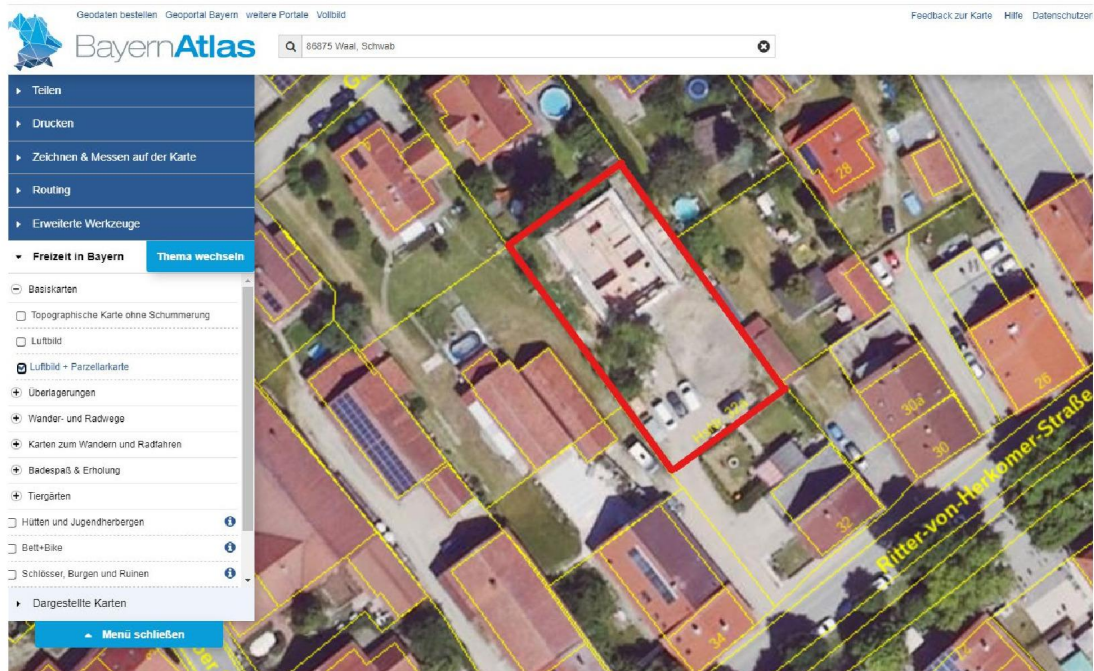 Geodaten bestellen Geoportal Bayern weitere Portale Vollbild
Feedback zur Karte Hilfe Datenschutzer
BayernAtlas
86875 Waal, Schwab
Teilen
Drucken
Zeichnen & Messen auf der Karte
Routing
Erweiterte Werkzeuge
Freizeit in Bayern Thema wechseln
Basiskarten
Topographische Karte ohne Schummerung
Luftbild
Luftbild + Parzellarkarte
Überlagerungen
Wander- und Radwege
Karten zum Wandern und Radfahren
Badespaß & Erholung
Tiergärten
Hütten und Jugendherbergen
Bett+Bike
Schlösser, Burgen und Ruinen
Dargestellte Karten
Menü schließen
4
28
26
30a
30
32
34
Ritter-von-Herkomer-Straße